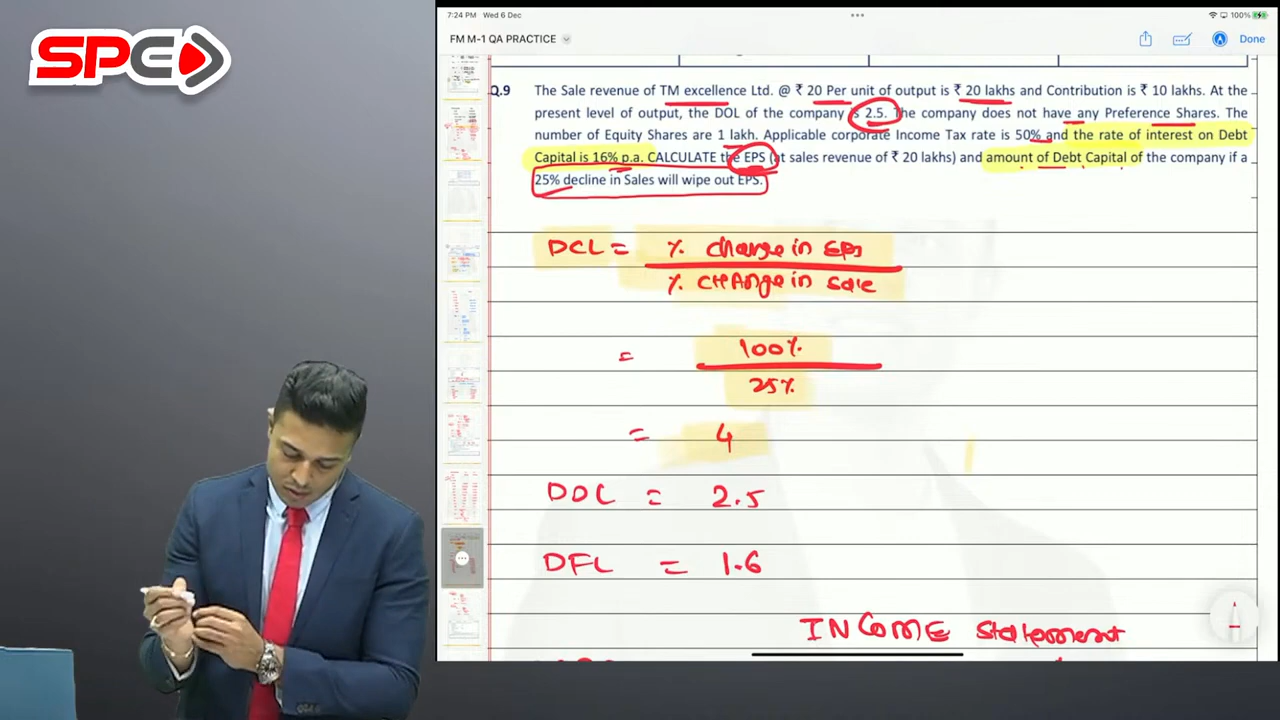 SPC
7:24 PM Wed 6 Dec
100%
FM M-1 QA PRACTICE
Done
Q.9 The Sale revenue of TM excellence Ltd. @ ₹ 20 Per unit of output is ₹ 20 lakhs and Contribution is ₹ 10 lakhs. At the
present level of output, the DOL of the company is 2.5. The company does not have any Preference Shares. The
number of Equity Shares are 1 lakh. Applicable corporate Income Tax rate is 50% and the rate of interest on Debt
Capital is 16% p.a. CALCULATE the EPS (at sales revenue of ₹ 20 lakhs) and amount of Debt Capital of the company if a
25% decline in Sales will wipe out EPS.
DCL = % change in EPS
% CHANGE in Sale
= 100%
25%
= 4
DOL = 2.5
DFL = 1.6
INCOME Statement